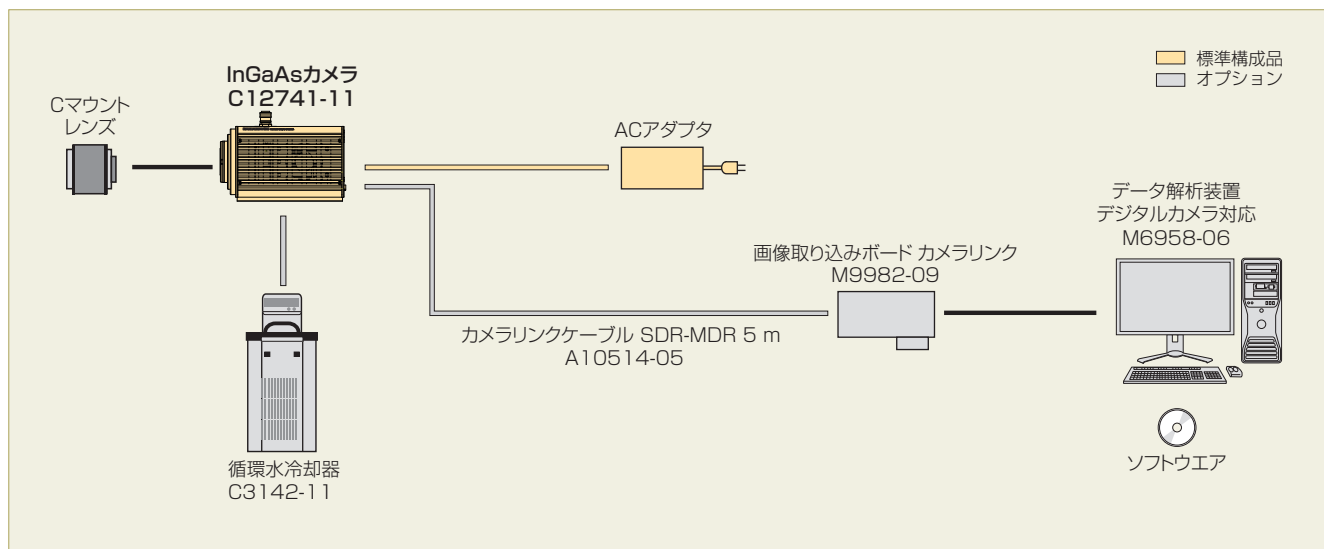 標準構成品
オプション
InGaAsカメラ
C12741-11
Cマウント
レンズ
ACアダプタ
データ解析装置
デジタルカメラ対応
M6958-06
画像取り込みボード カメラリンク
M9982-09
カメラリンクケーブル SDR-MDR 5 m
A10514-05
循環水冷却器
C3142-11
ソフトウエア